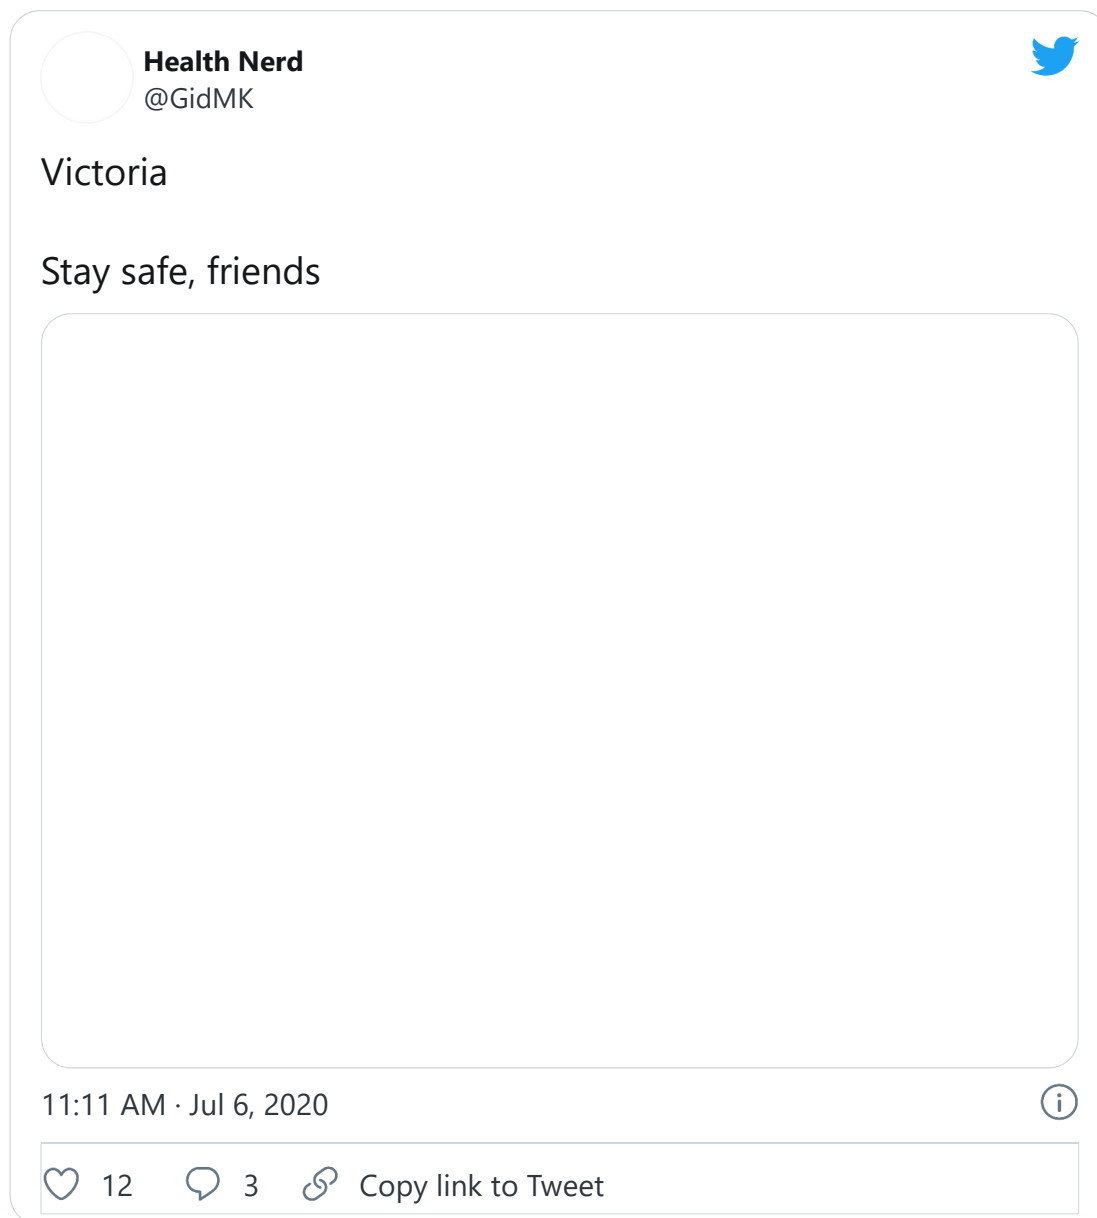 Health Nerd
@GidMK
Victoria
Stay safe, friends
11:11 AM · Jul 6, 2020
12 3 Copy link to Tweet